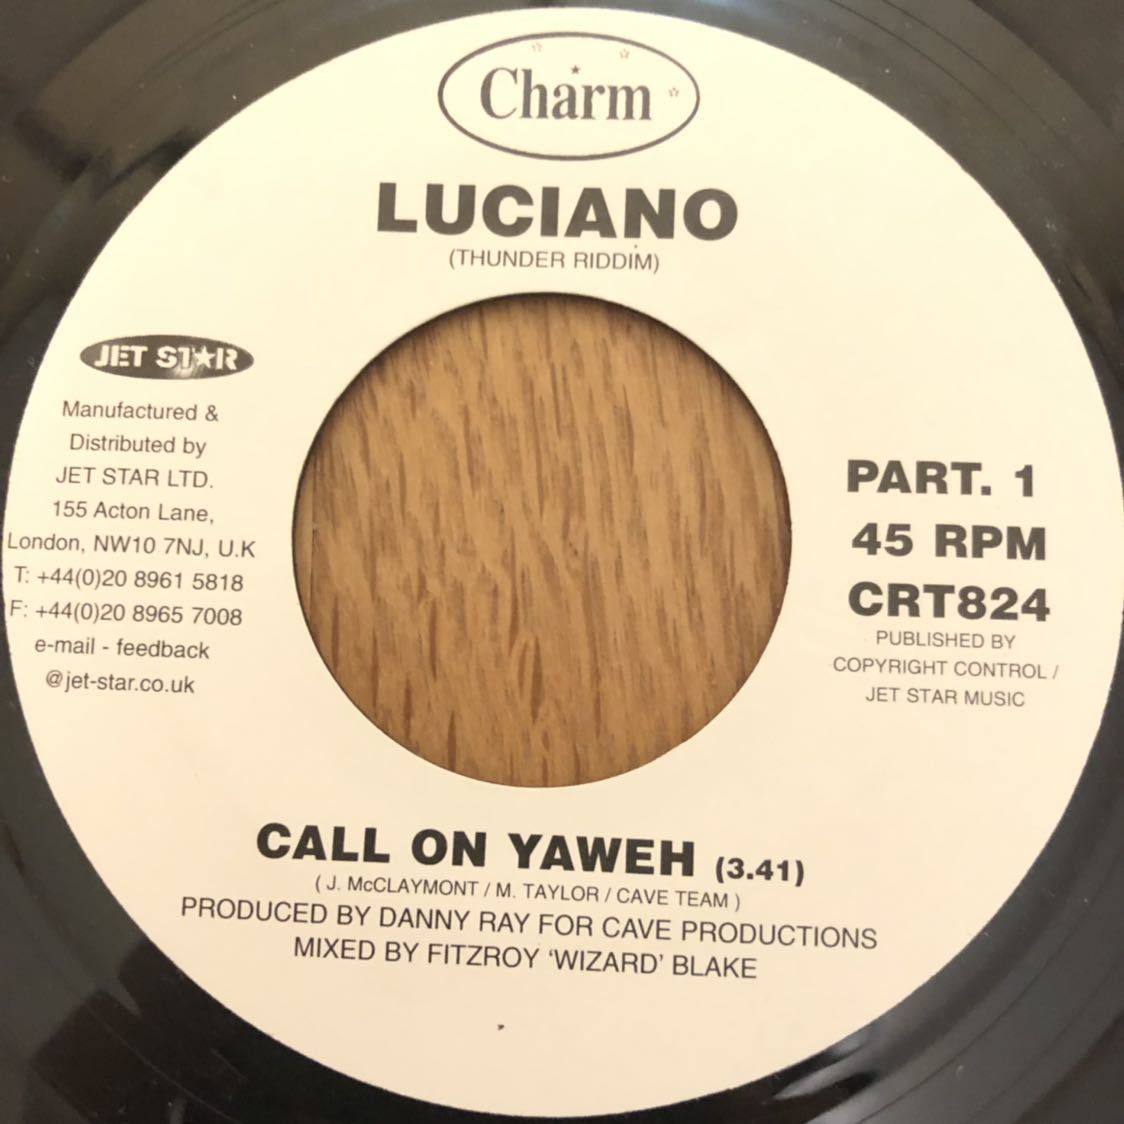 Charm
LUCIANO
(THUNDER RIDDIM)
JET ST★R
Manufactured &
Distributed by
JET STAR LTD.
155 Acton Lane,
London, NW10 7NJ, U.K
T: +44(0)20 8961 5818
F: +44(0)20 8965 7008
e-mail - feedback
@jet-star.co.uk
PART. 1
45 RPM
CRT824
PUBLISHED BY
COPYRIGHT CONTROL /
JET STAR MUSIC
CALL ON YAWEH (3.41)
( J. McCLAYMONT / M. TAYLOR / CAVE TEAM )
PRODUCED BY DANNY RAY FOR CAVE PRODUCTIONS
MIXED BY FITZROY ‘WIZARD’ BLAKE